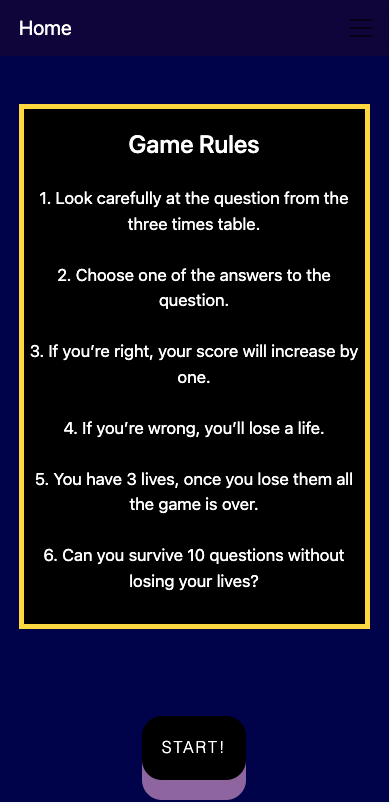 Home
Game Rules
1. Look carefully at the question from the
three times table.
2. Choose one of the answers to the
question.
3. If you’re right, your score will increase by
one.
4. If you’re wrong, you’ll lose a life.
5. You have 3 lives, once you lose them all
the game is over.
6. Can you survive 10 questions without
losing your lives?
START!